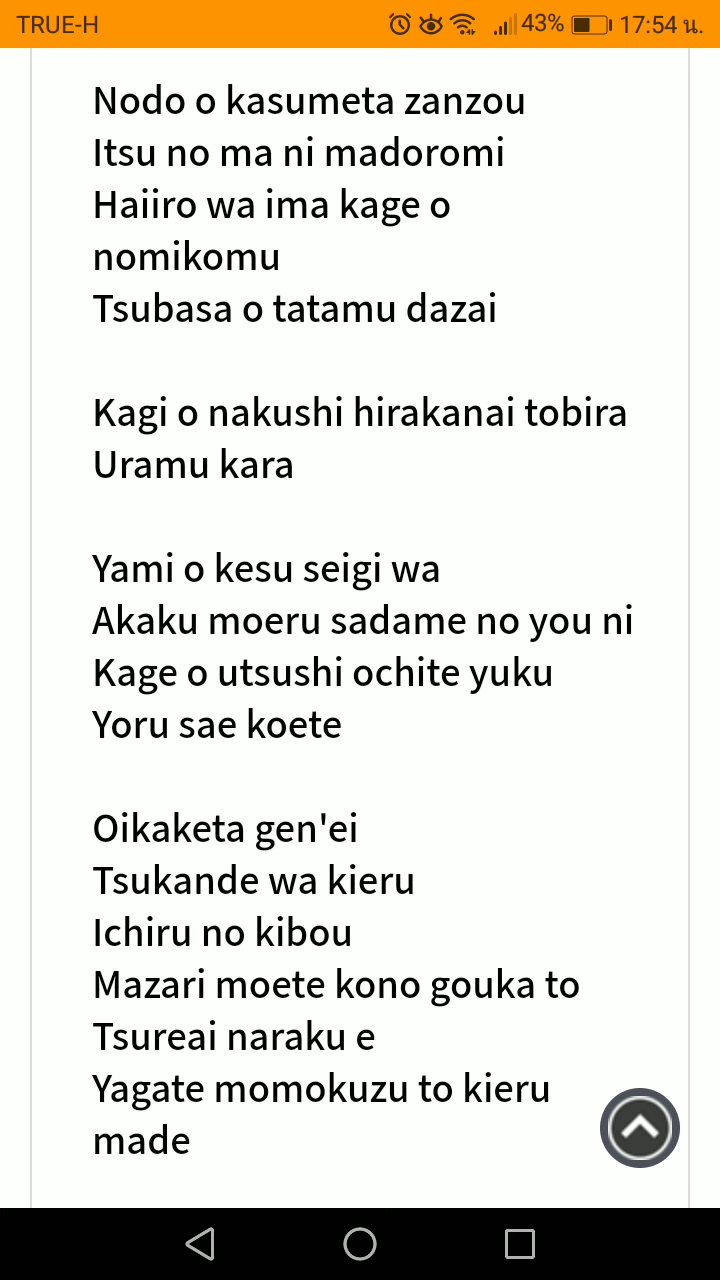 TRUE-H 43% 17:54 น.
Nodo o kasumeta zanzou
Itsu no ma ni madoromi
Haiiro wa ima kage o
nomikomu
Tsubasa o tatamu dazai
Kagi o nakushi hirakanai tobira
Uramu kara
Yami o kesu seigi wa
Akaku moeru sadame no you ni
Kage o utsushi ochite yuku
Yoru sae koete
Oikaketa gen'ei
Tsukande wa kieru
Ichiru no kibou
Mazari moete kono gouka to
Tsureai naraku e
Yagate momokuzu to kieru
made